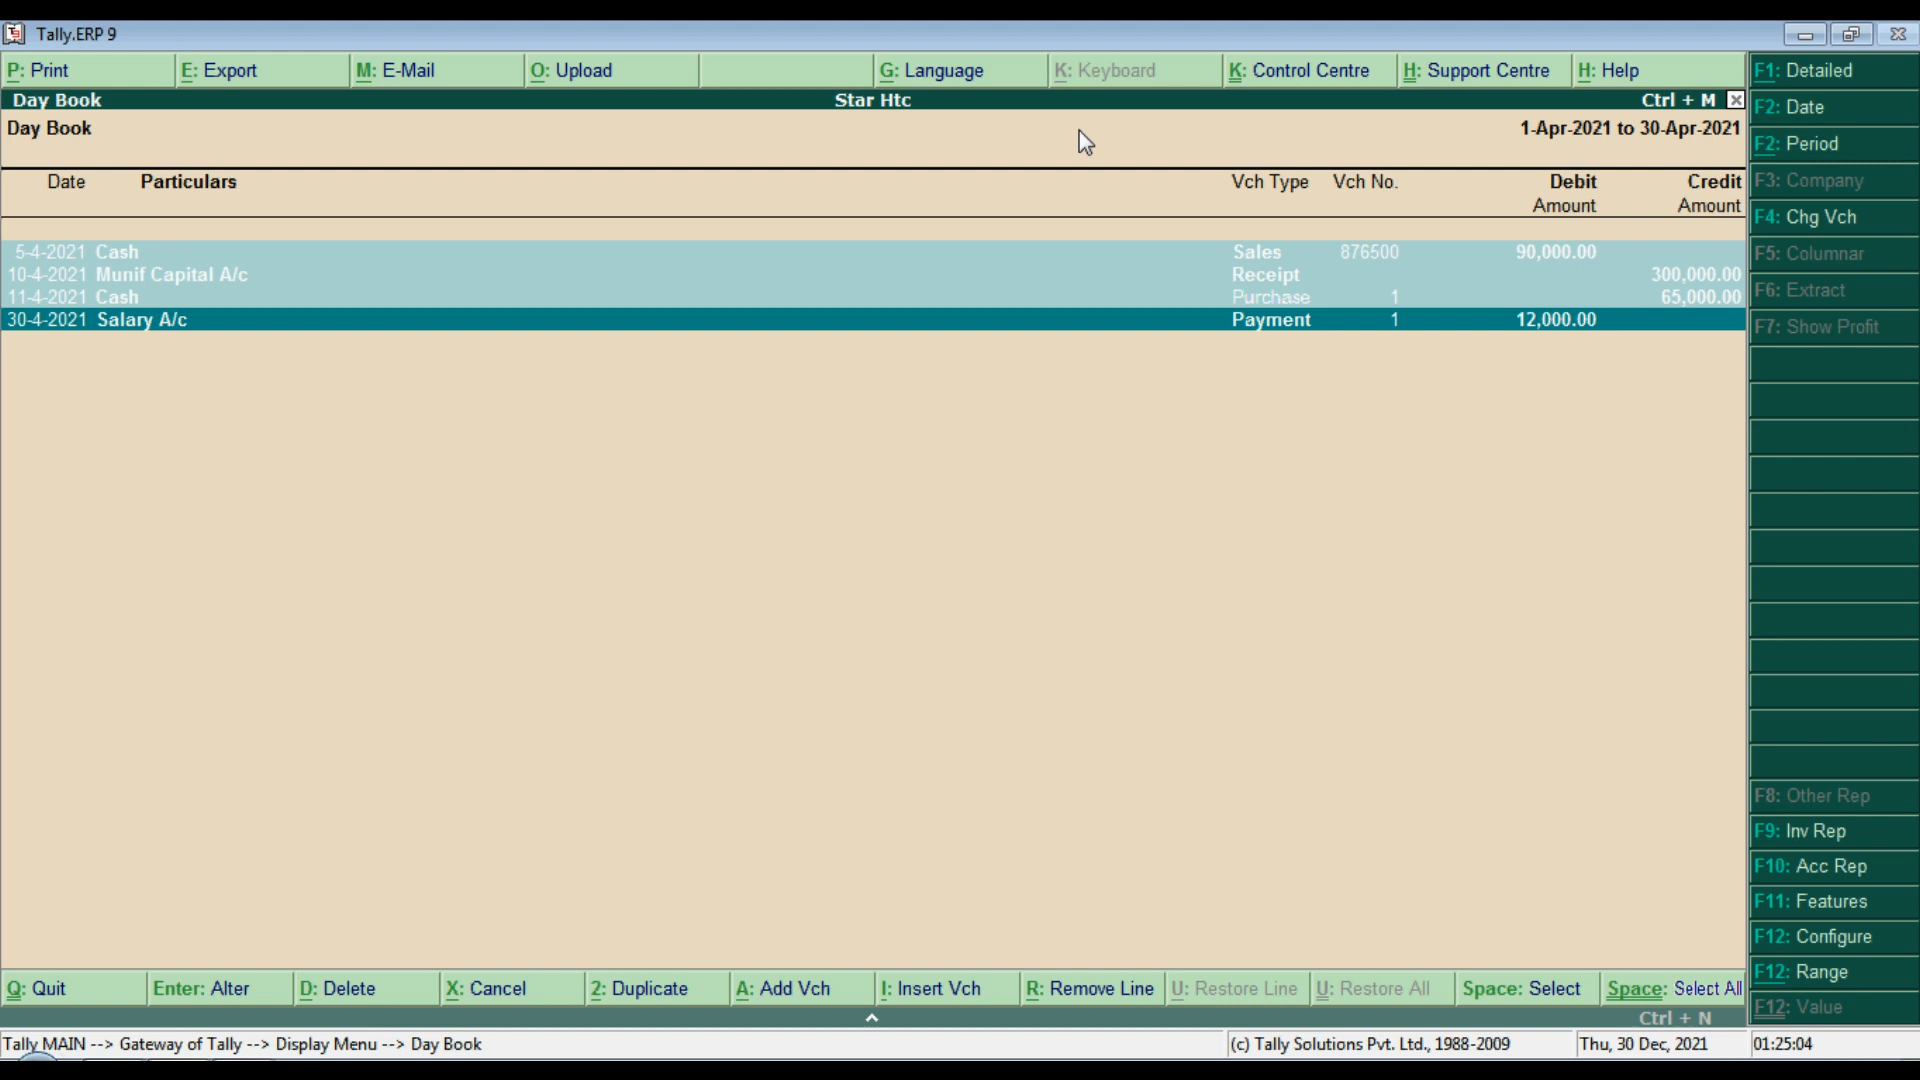 Tally.ERP 9
P: Print E: Export M: E-Mail O: Upload G: Language K: Keyboard K: Control Centre H: Support Centre H: Help
Day Book Star Htc Ctrl + M
Day Book 1-Apr-2021 to 30-Apr-2021
Date Particulars Vch Type Vch No. Debit Credit
Amount Amount
5-4-2021 Cash Sales 876500 90,000.00
10-4-2021 Munif Capital A/c Receipt 300,000.00
11-4-2021 Cash Purchase 1 65,000.00
30-4-2021 Salary A/c Payment 1 12,000.00
F1: Detailed
F2: Date
F2: Period
F3: Company
F4: Chg Vch
F5: Columnar
F6: Extract
F7: Show Profit
F8: Other Rep
F9: Inv Rep
F10: Acc Rep
F11: Features
F12: Configure
F12: Range
F12: Value
Q: Quit Enter: Alter D: Delete X: Cancel 2: Duplicate A: Add Vch I: Insert Vch R: Remove Line U: Restore Line U: Restore All Space: Select Space: Select All
Ctrl + N
Tally MAIN --> Gateway of Tally --> Display Menu --> Day Book (c) Tally Solutions Pvt. Ltd., 1988-2009 Thu, 30 Dec, 2021 01:25:04